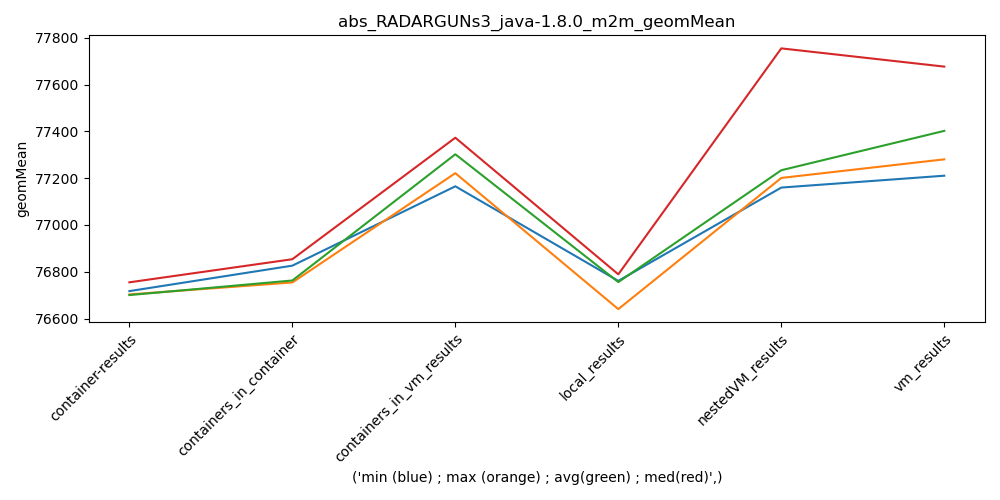 abs_RADARGUNs3_java-1.8.0_m2m_geomMean
77800
77600
77400
77200
77000
76800
76600
geomMean
container-results
containers_in_container
containers_in_vm_results
local_results
nestedVM_results
vm_results
('min (blue) ; max (orange) ; avg(green) ; med(red)',)